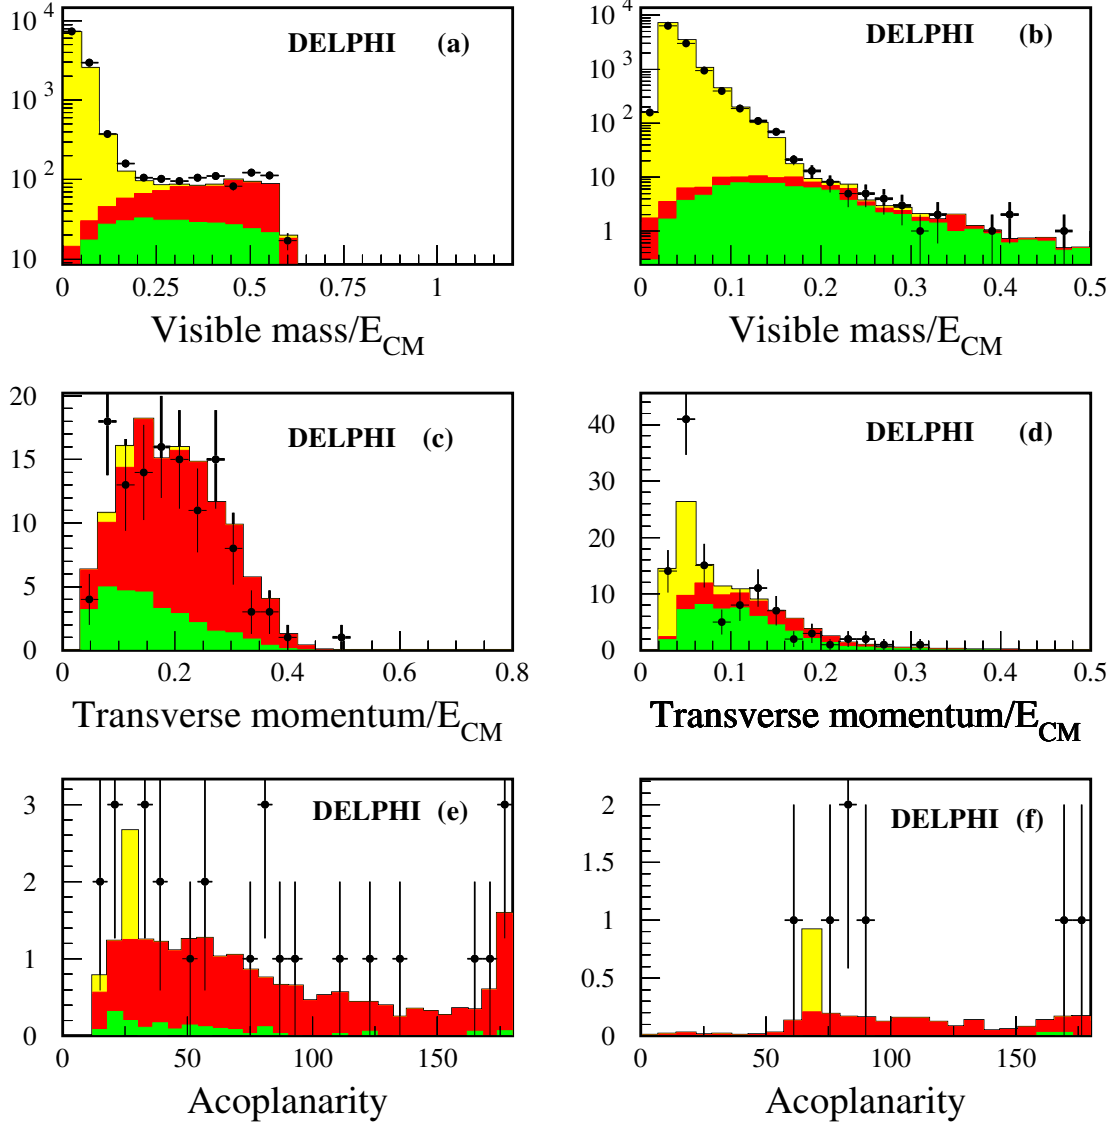 DELPHI (a)
10^4
10^3
10^2
10
0 0.25 0.5 0.75 1
Visible mass/E_CM
DELPHI (b)
10^4
10^3
10^2
10
1
0 0.1 0.2 0.3 0.4 0.5
Visible mass/E_CM
DELPHI (c)
20
15
10
5
0
0 0.2 0.4 0.6 0.8
Transverse momentum/E_CM
DELPHI (d)
40
30
20
10
0
0 0.1 0.2 0.3 0.4 0.5
Transverse momentum/E_CM
DELPHI (e)
3
2
1
0
0 50 100 150
Acoplanarity
DELPHI (f)
2
1.5
1
0.5
0
0 50 100 150
Acoplanarity